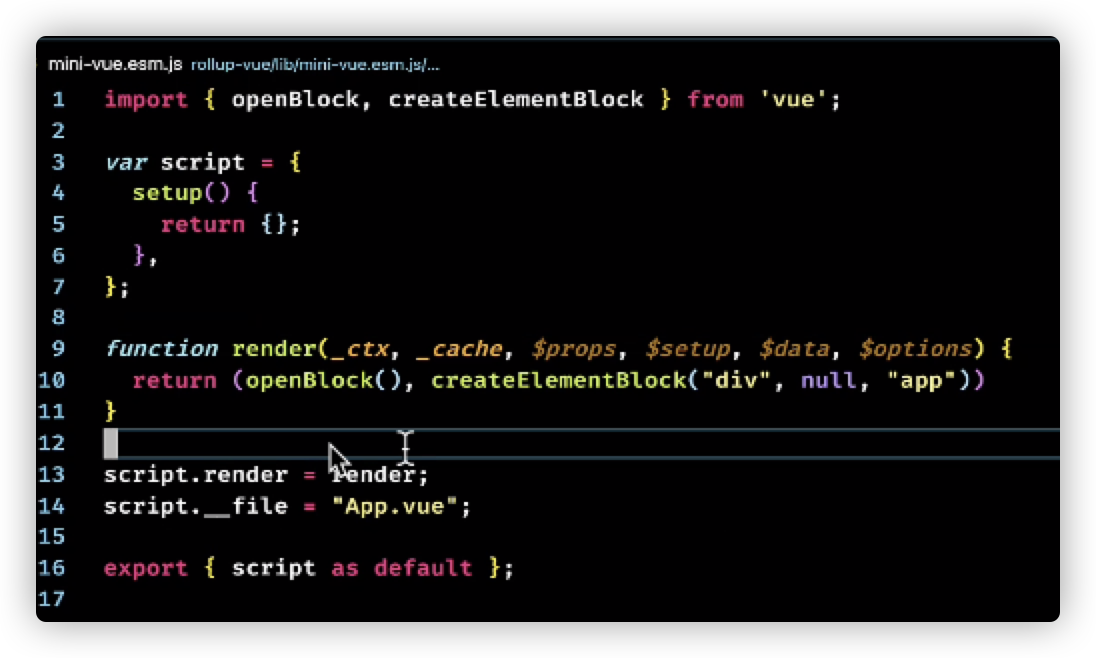 mini-vue.esm.js rollup-vue/lib/mini-vue.esm.js/...
1 import { openBlock, createElementBlock } from 'vue';
2
3 var script = {
4   setup() {
5     return {};
6   },
7 };
8
9 function render(_ctx, _cache, $props, $setup, $data, $options) {
10   return (openBlock(), createElementBlock("div", null, "app"))
11 }
12
13 script.render = render;
14 script.__file = "App.vue";
15
16 export { script as default };
17